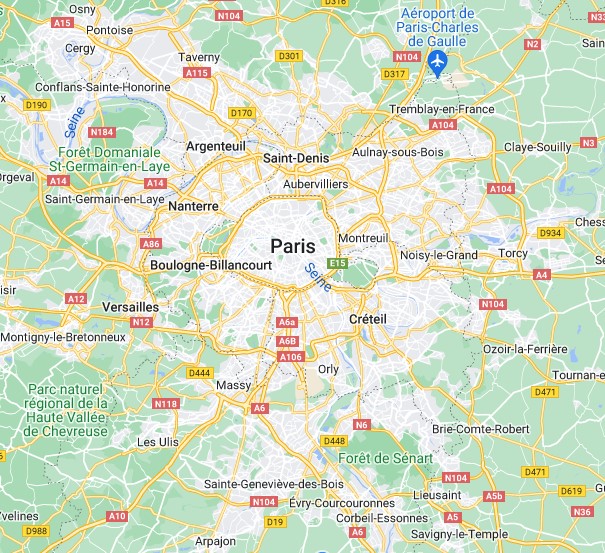 Osny
N104
D316
A15
Pontoise
Aéroport de
Paris-Charles
de Gaulle
N2
Cergy
Taverny
D301
N104
A115
D317
Conflans-Sainte-Honorine
D190
D170
Tremblay-en-France
Seine
N184
A104
Argenteuil
Claye-Souilly
N3
Forêt Domaniale
St-Germain-en-Laye
Saint-Denis
Aulnay-sous-Bois
Orgeval
A14
A14
Aubervilliers
A104
Saint-Germain-en-Laye
Nanterre
A86
Paris
Montreuil
D934
Noisy-le-Grand
Torcy
Boulogne-Billancourt
Seine
E15
A4
A12
Versailles
N104
N12
A6a
Créteil
Montigny-le-Bretonneux
A6B
A106
Ozoir-la-Ferrière
D444
Massy
Orly
Parc naturel
régional de la
Haute Vallée
de Chevreuse
D471
N118
A6
N6
Brie-Comte-Robert
Les Ulis
D448
Forêt de Sénart
N104
D471
Sainte-Geneviève-des-Bois
Lieusaint
A5b
D619
N104
Évry-Courcouronnes
N36
A10
D19
Corbeil-Essonnes
A5
D988
Arpajon
Savigny-le-Temple